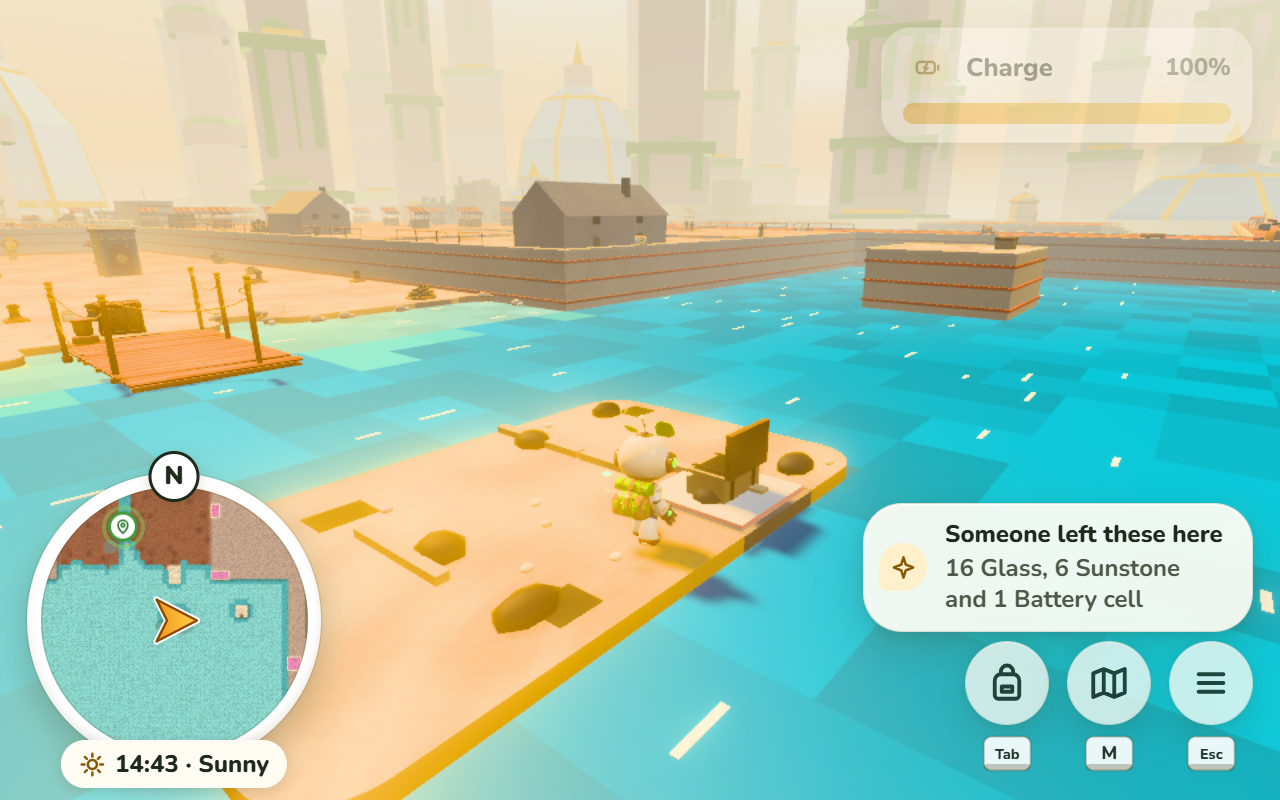 Charge 100%
N
Someone left these here
16 Glass, 6 Sunstone
and 1 Battery cell
14:43 · Sunny
Tab
M
Esc